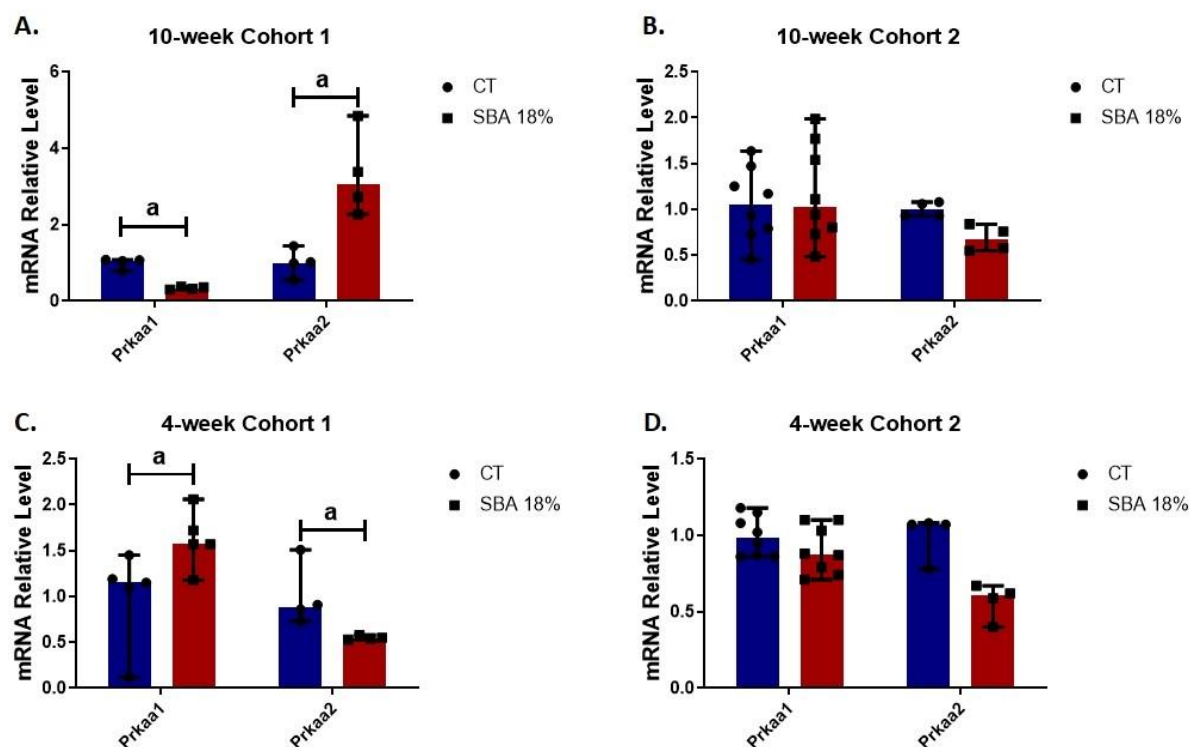 A.
10-week Cohort 1
mRNA Relative Level
6
4
2
0
a
a
CT
SBA 18%
Prkaa1
Prkaa2
B.
10-week Cohort 2
mRNA Relative Level
2.5
2.0
1.5
1.0
0.5
0.0
CT
SBA 18%
Prkaa1
Prkaa2
C.
4-week Cohort 1
mRNA Relative Level
2.5
2.0
1.5
1.0
0.5
0.0
a
a
CT
SBA 18%
Prkaa1
Prkaa2
D.
4-week Cohort 2
mRNA Relative Level
1.5
1.0
0.5
0.0
CT
SBA 18%
Prkaa1
Prkaa2